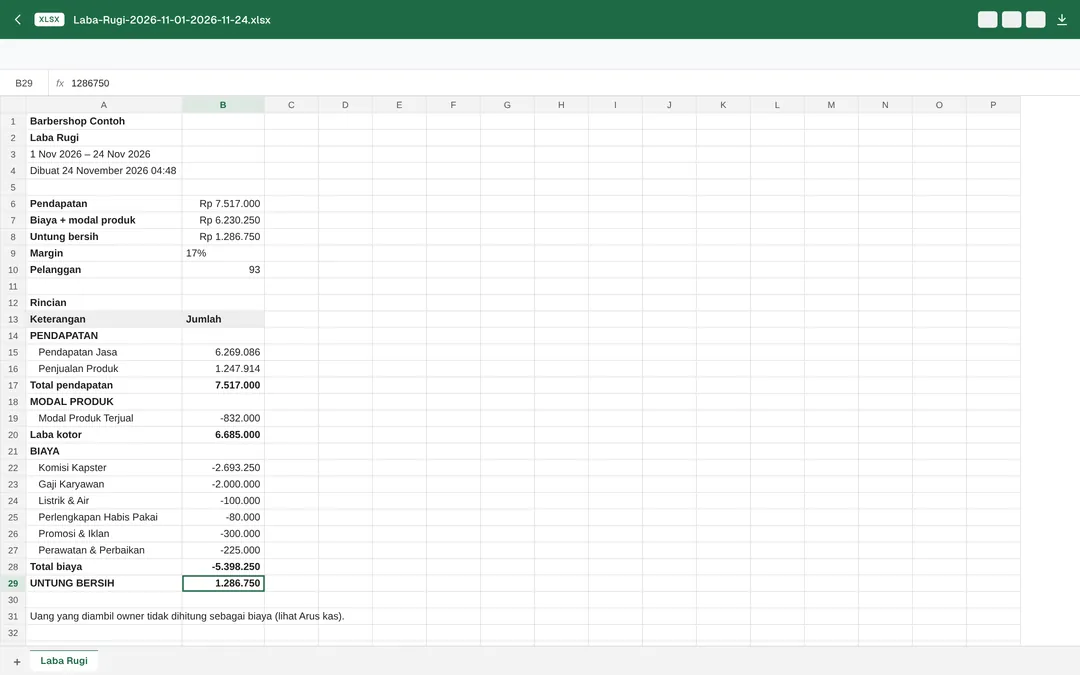 XLSX Laba-Rugi-2026-11-01-2026-11-24.xlsx
B29 fx 1286750
A B C D E F G H I J K L M N O P
1 Barbershop Contoh
2 Laba Rugi
3 1 Nov 2026 – 24 Nov 2026
4 Dibuat 24 November 2026 04:48
5
6 Pendapatan Rp 7.517.000
7 Biaya + modal produk Rp 6.230.250
8 Untung bersih Rp 1.286.750
9 Margin 17%
10 Pelanggan 93
11
12 Rincian
13 Keterangan Jumlah
14 PENDAPATAN
15 Pendapatan Jasa 6.269.086
16 Penjualan Produk 1.247.914
17 Total pendapatan 7.517.000
18 MODAL PRODUK
19 Modal Produk Terjual -832.000
20 Laba kotor 6.685.000
21 BIAYA
22 Komisi Kapster -2.693.250
23 Gaji Karyawan -2.000.000
24 Listrik & Air -100.000
25 Perlengkapan Habis Pakai -80.000
26 Promosi & Iklan -300.000
27 Perawatan & Perbaikan -225.000
28 Total biaya -5.398.250
29 UNTUNG BERSIH 1.286.750
30
31 Uang yang diambil owner tidak dihitung sebagai biaya (lihat Arus kas).
32
+ Laba Rugi